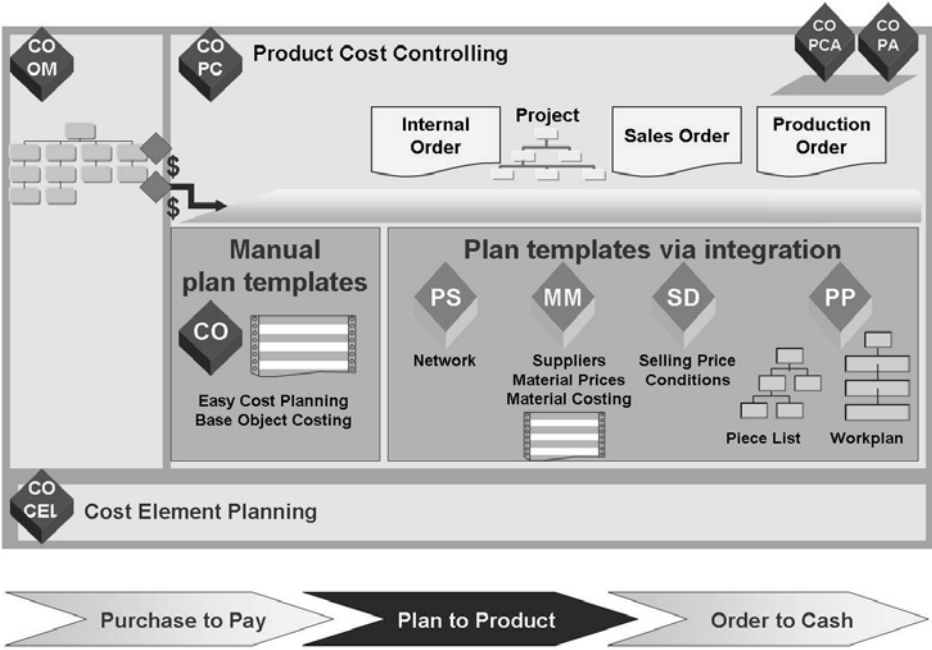 CO
OM
CO
PC
Product Cost Controlling
CO
PCA
CO
PA
Internal
Order
Project
Sales Order
Production
Order
$
$
Manual
plan templates
CO
Easy Cost Planning
Base Object Costing
Plan templates via integration
PS
Network
MM
Suppliers
Material Prices
Material Costing
SD
Selling Price
Conditions
PP
Piece List
Workplan
CO
CEL
Cost Element Planning
Purchase to Pay
Plan to Product
Order to Cash